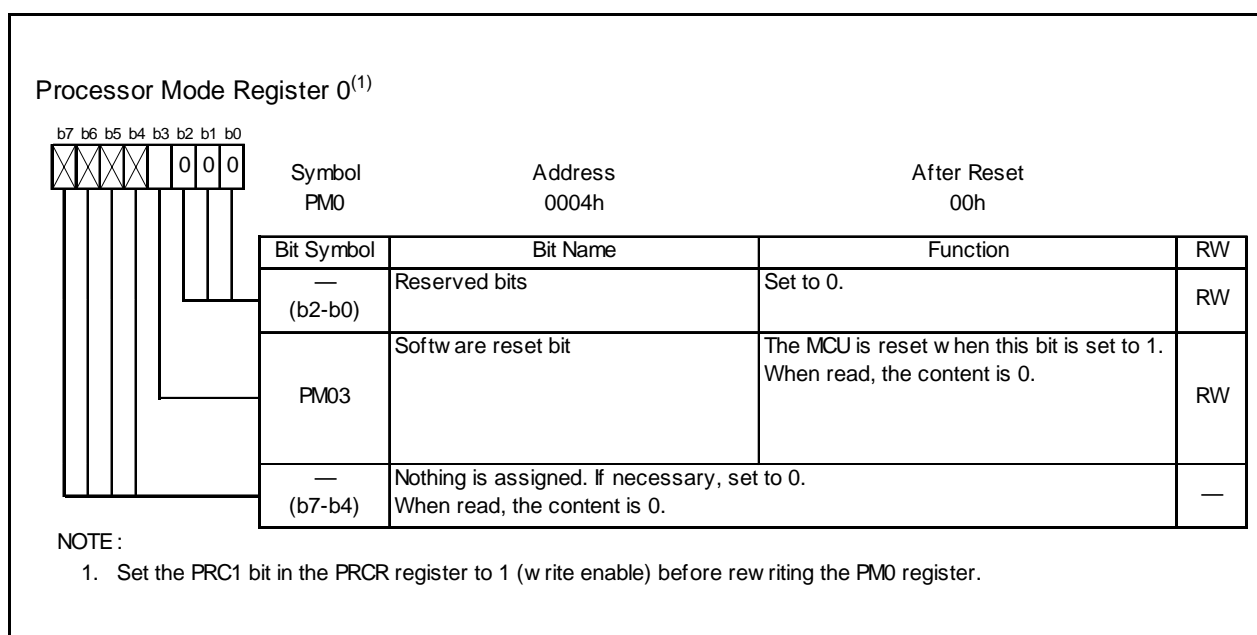 Processor Mode Register 0(1)
b7 b6 b5 b4 b3 b2 b1 b0
0 0 0
Symbol Address After Reset
PM0 0004h 00h
Bit Symbol Bit Name Function RW
— (b2-b0) Reserved bits Set to 0. RW
PM03 Software reset bit The MCU is reset when this bit is set to 1.
When read, the content is 0. RW
— (b7-b4) Nothing is assigned. If necessary, set to 0.
When read, the content is 0. —
NOTE :
1. Set the PRC1 bit in the PRCR register to 1 (write enable) before rewriting the PM0 register.